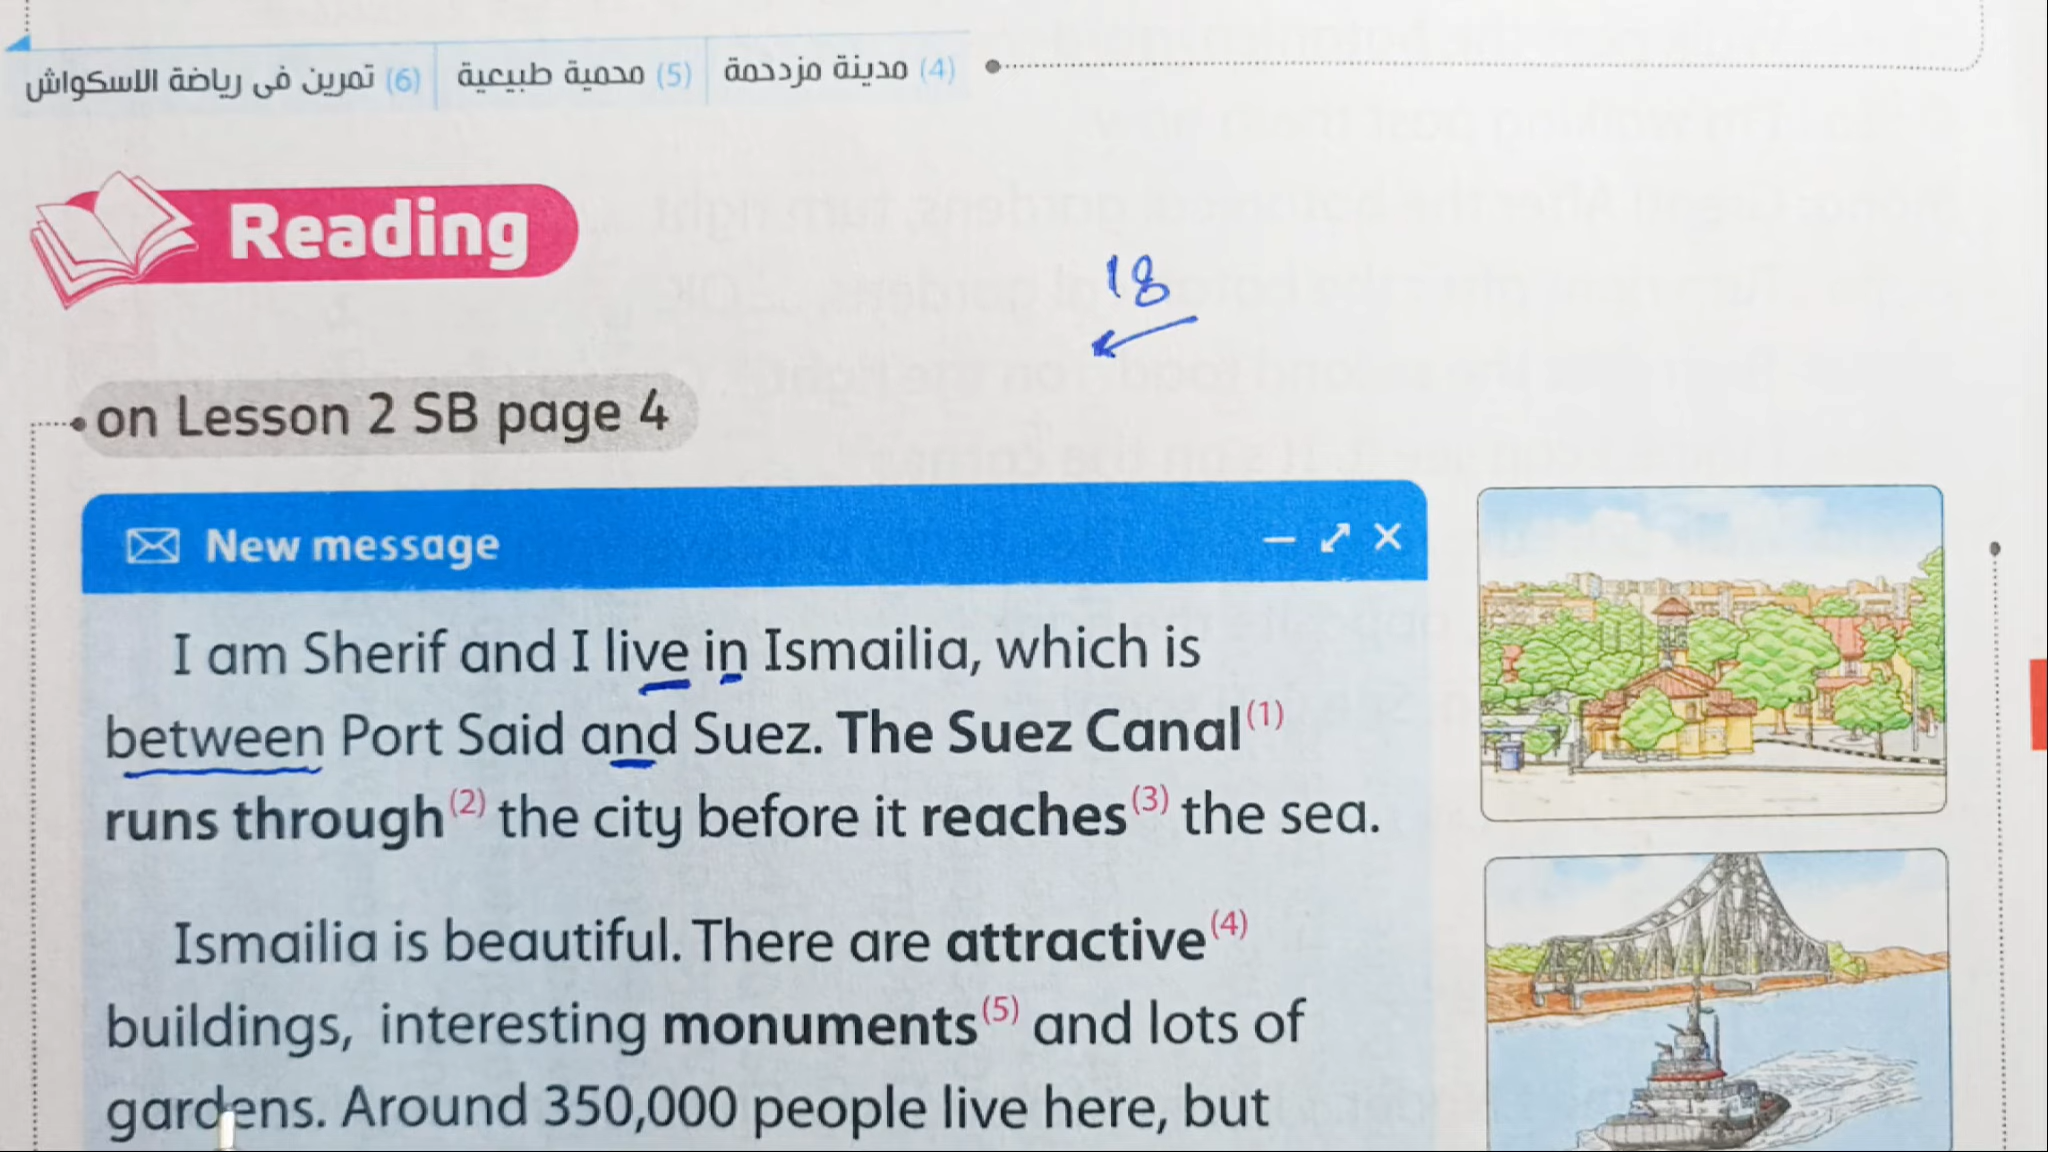 (4) مدينة مزدحمة (5) محمية طبيعية (6) تمرين فى رياضة الاسكواش
Reading
18
on Lesson 2 SB page 4
New message
I am Sherif and I live in Ismailia, which is
between Port Said and Suez. The Suez Canal(1)
runs through(2) the city before it reaches(3) the sea.
Ismailia is beautiful. There are attractive(4)
buildings, interesting monuments(5) and lots of
gardens. Around 350,000 people live here, but